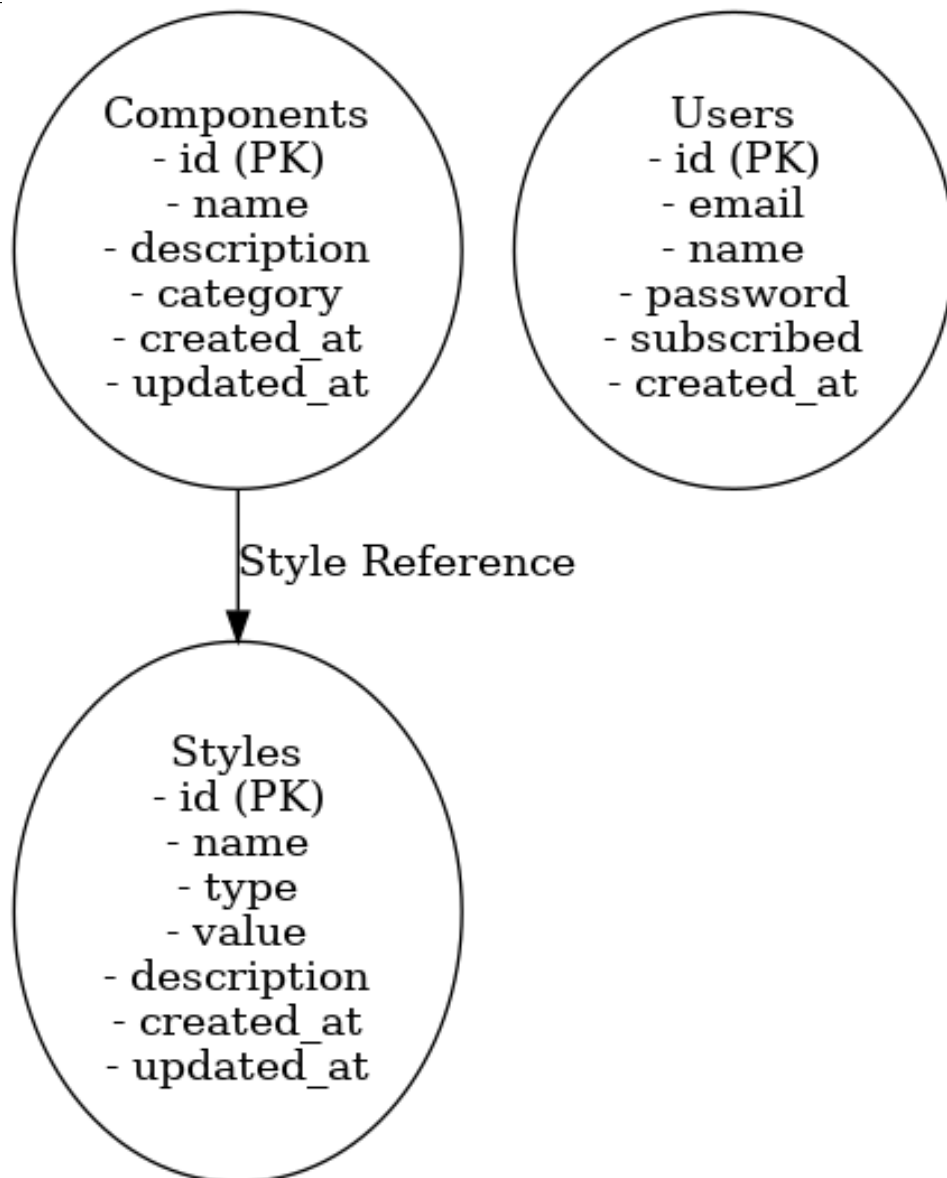 Components
- id (PK)
- name
- description
- category
- created_at
- updated_at
Users
- id (PK)
- email
- name
- password
- subscribed
- created_at
Style Reference
Styles
- id (PK)
- name
- type
- value
- description
- created_at
- updated_at